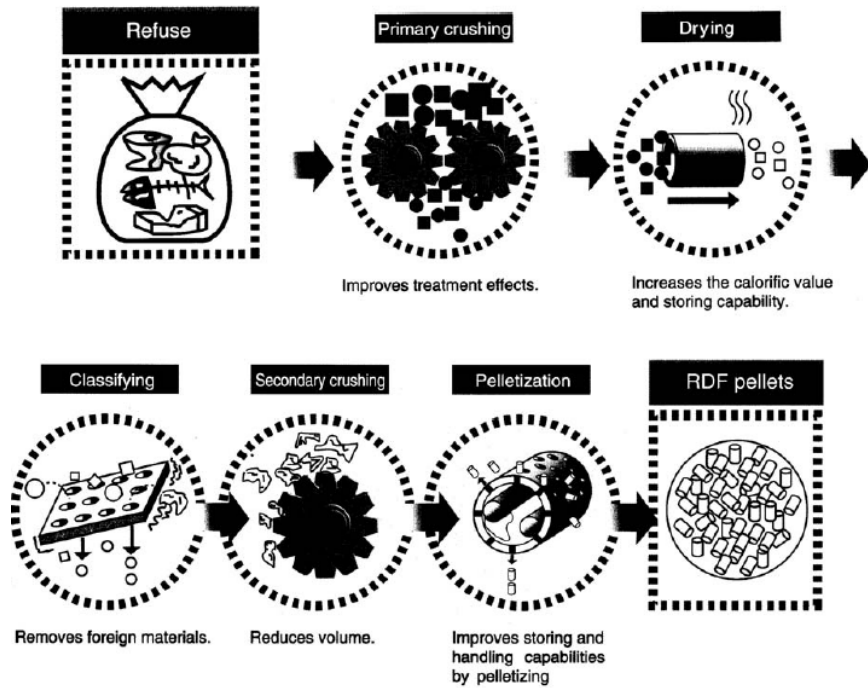 Refuse
Primary crushing
Drying
Improves treatment effects.
Increases the calorific value
and storing capability.
Classifying
Secondary crushing
Pelletization
RDF pellets
Removes foreign materials.
Reduces volume.
Improves storing and
handling capabilities
by pelletizing